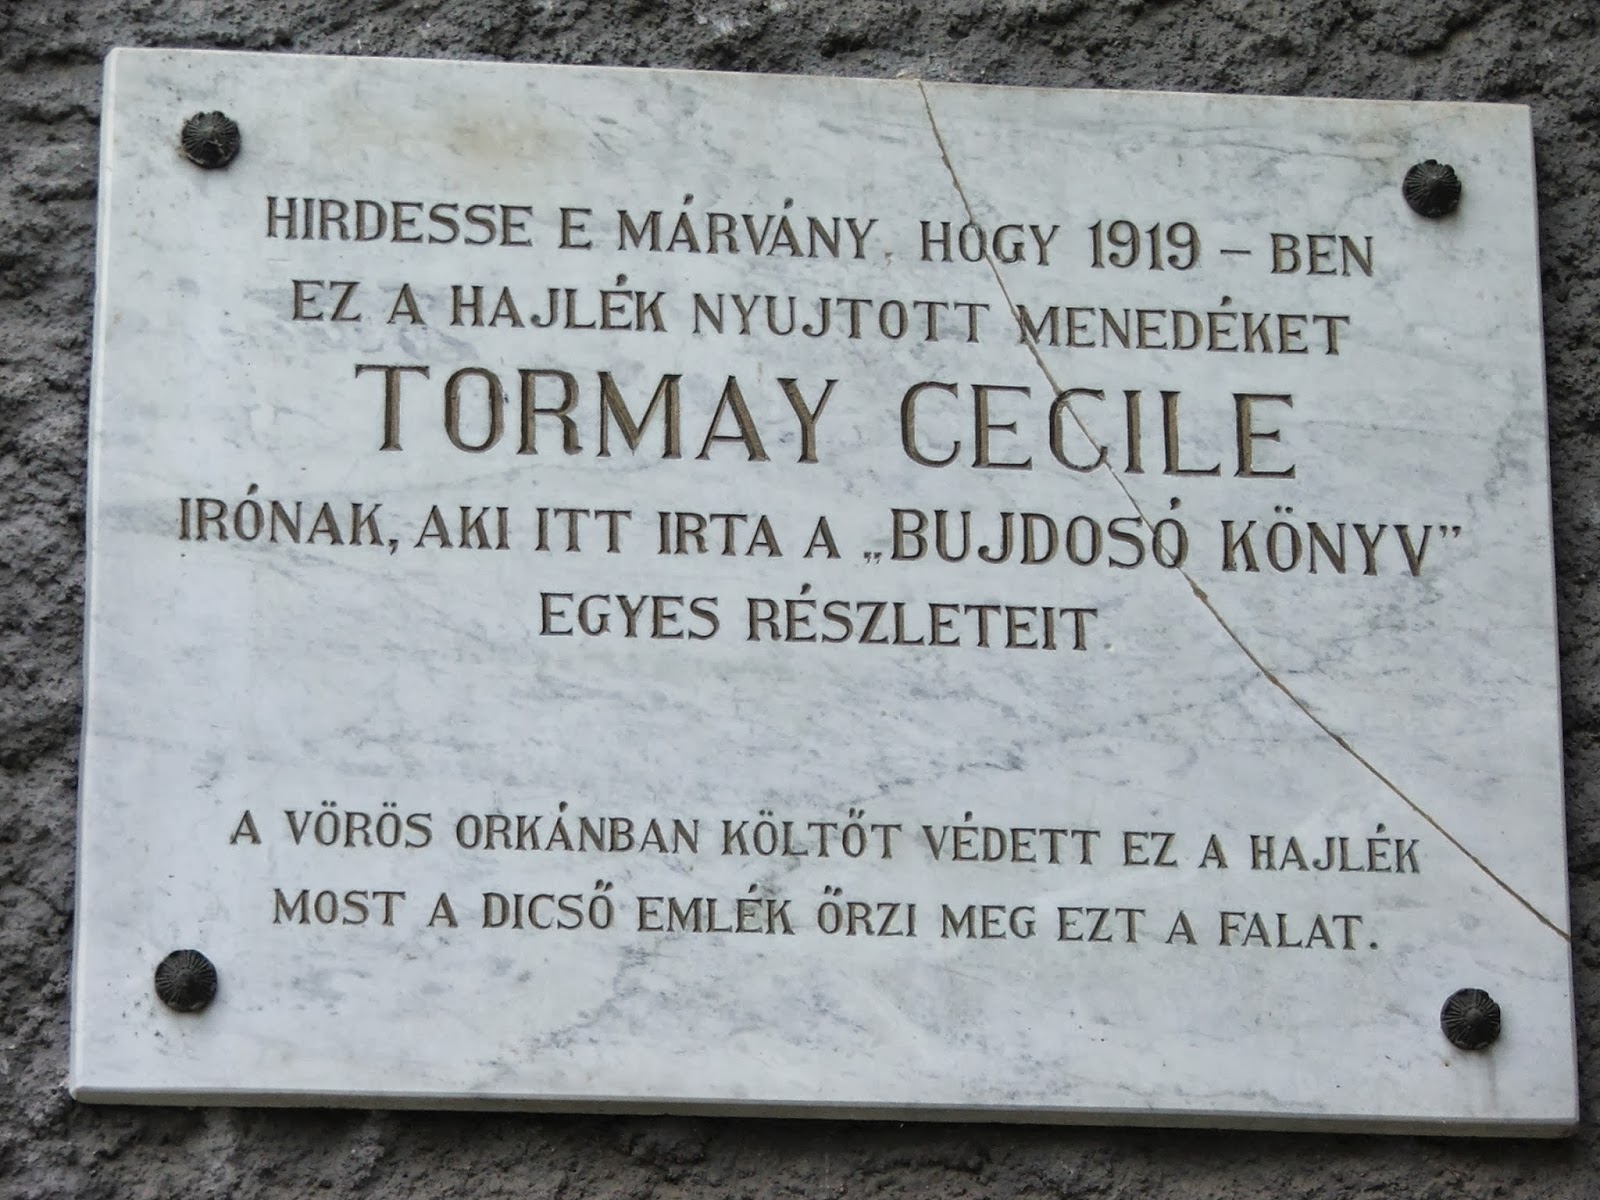 HIRDESSE E MÁRVÁNY, HOGY 1919 – BEN
EZ A HAJLÉK NYUJTOTT MENEDÉKET
TORMAY CECILE
IRÓNAK, AKI ITT IRTA A „BUJDOSÓ KÖNYV”
EGYES RÉSZLETEIT.
A VÖRÖS ORKÁNBAN KÖLTŐT VÉDETT EZ A HAJLÉK
MOST A DICSŐ EMLÉK ŐRZI MEG EZT A FALAT.